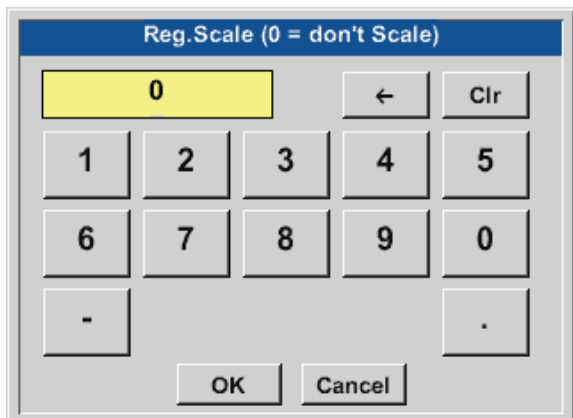 Reg.Scale (0 = don't Scale)
0 ← Clr
1 2 3 4 5
6 7 8 9 0
- .
OK Cancel